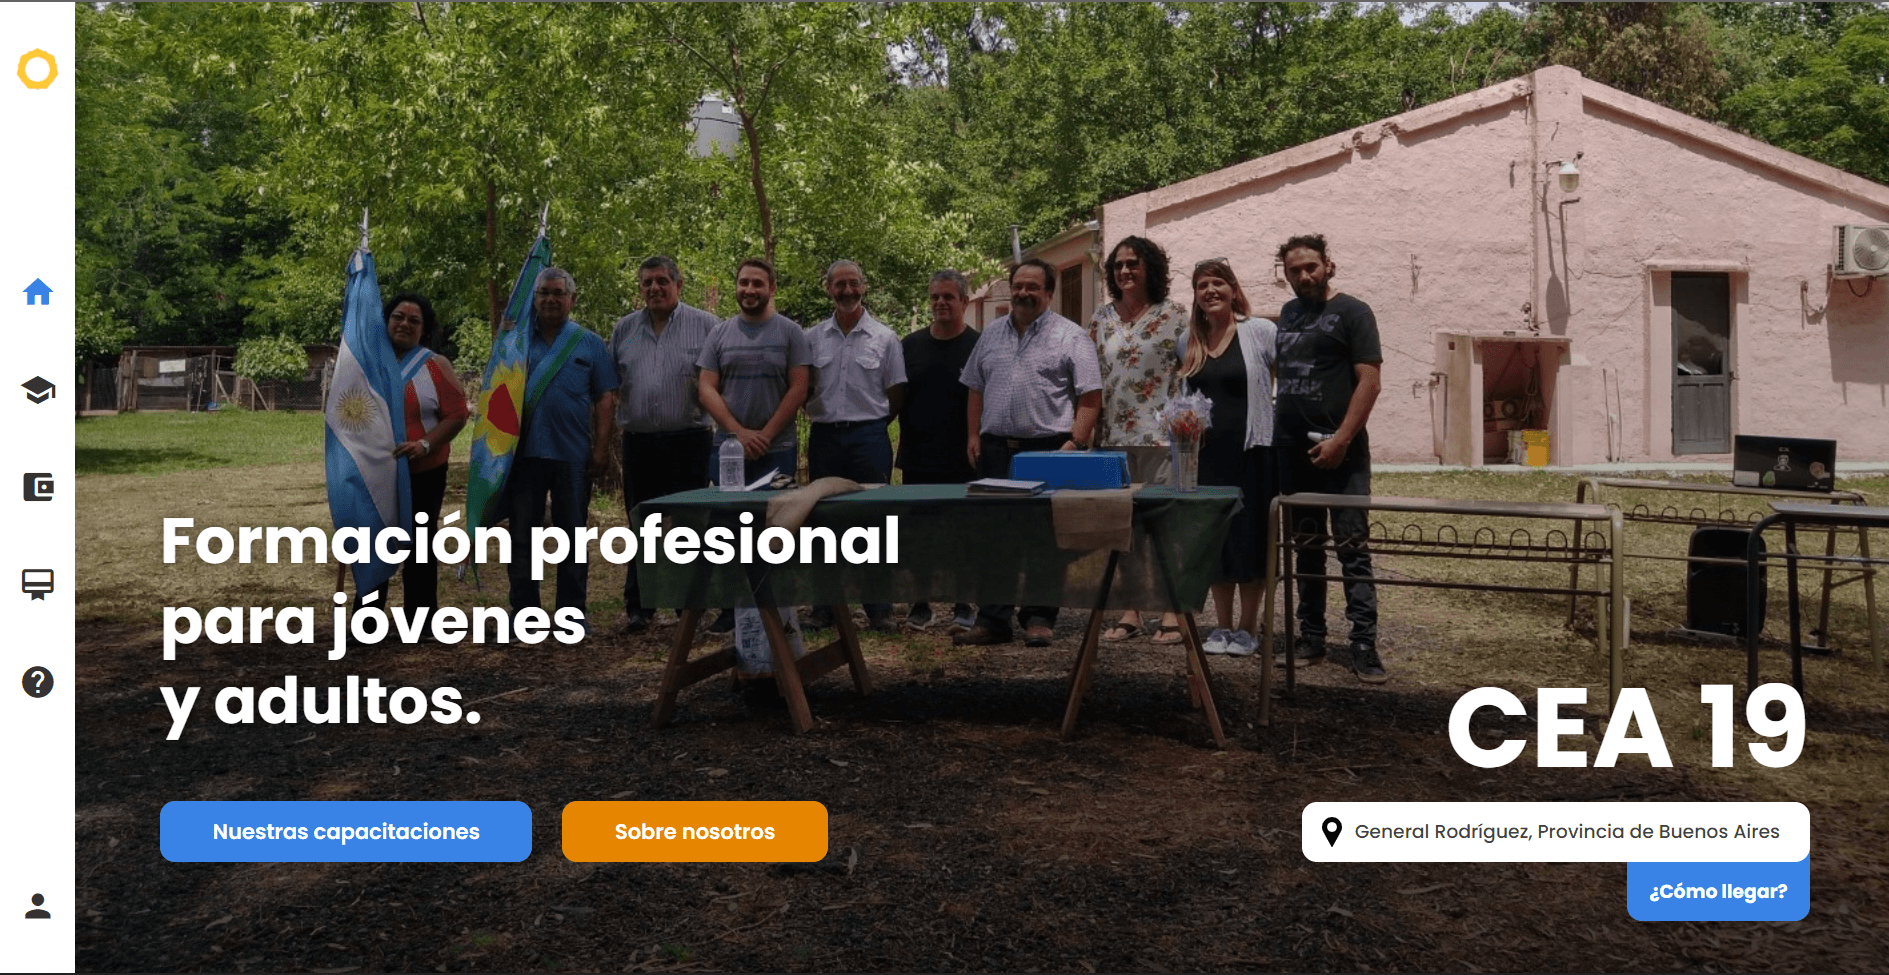 Formación profesional
para jóvenes
y adultos.
Nuestras capacitaciones
Sobre nosotros
CEA 19
General Rodríguez, Provincia de Buenos Aires
¿Cómo llegar?